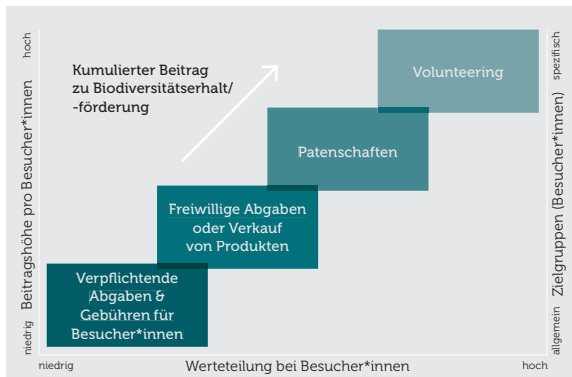 hoch
Beitragshöhe pro Besucher*innen
niedrig
Kumulierter Beitrag
zu Biodiversitätserhalt/
-förderung
Volunteering
Patenschaften
Freiwillige Abgaben
oder Verkauf
von Produkten
Verpflichtende
Abgaben &
Gebühren für
Besucher*innen
spezifisch
Zielgruppen (Besucher*innen)
allgemein
niedrig
Werteteilung bei Besucher*innen
hoch